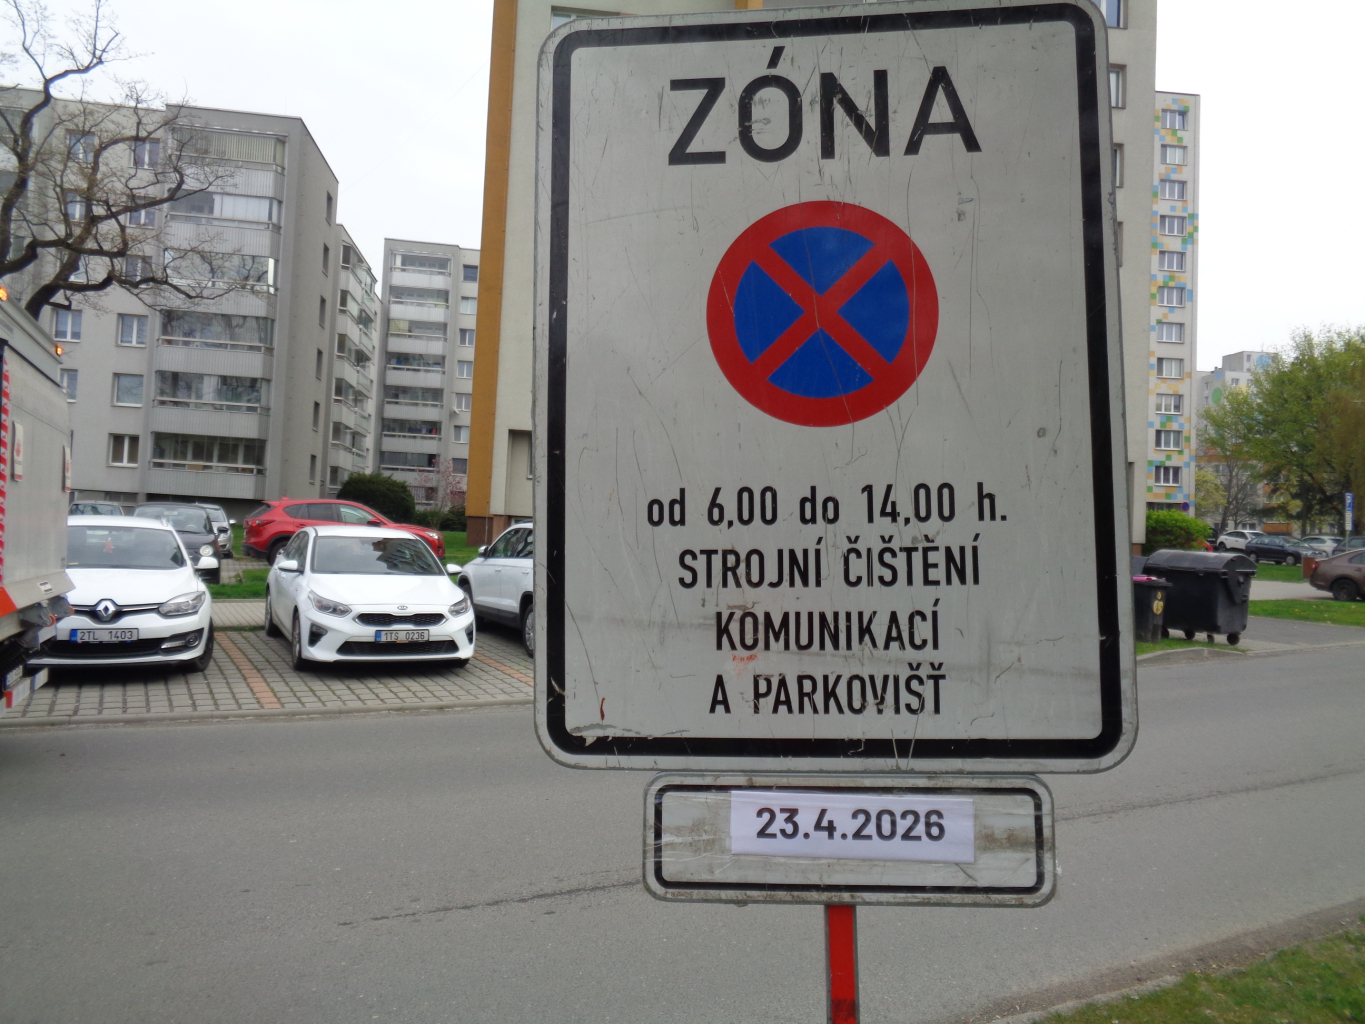 ZÓNA
od 6,00 do 14,00 h.
STROJNÍ ČIŠTĚNÍ
KOMUNIKACÍ
A PARKOVIŠŤ
23.4.2026
2TL 1403
1TS 0236